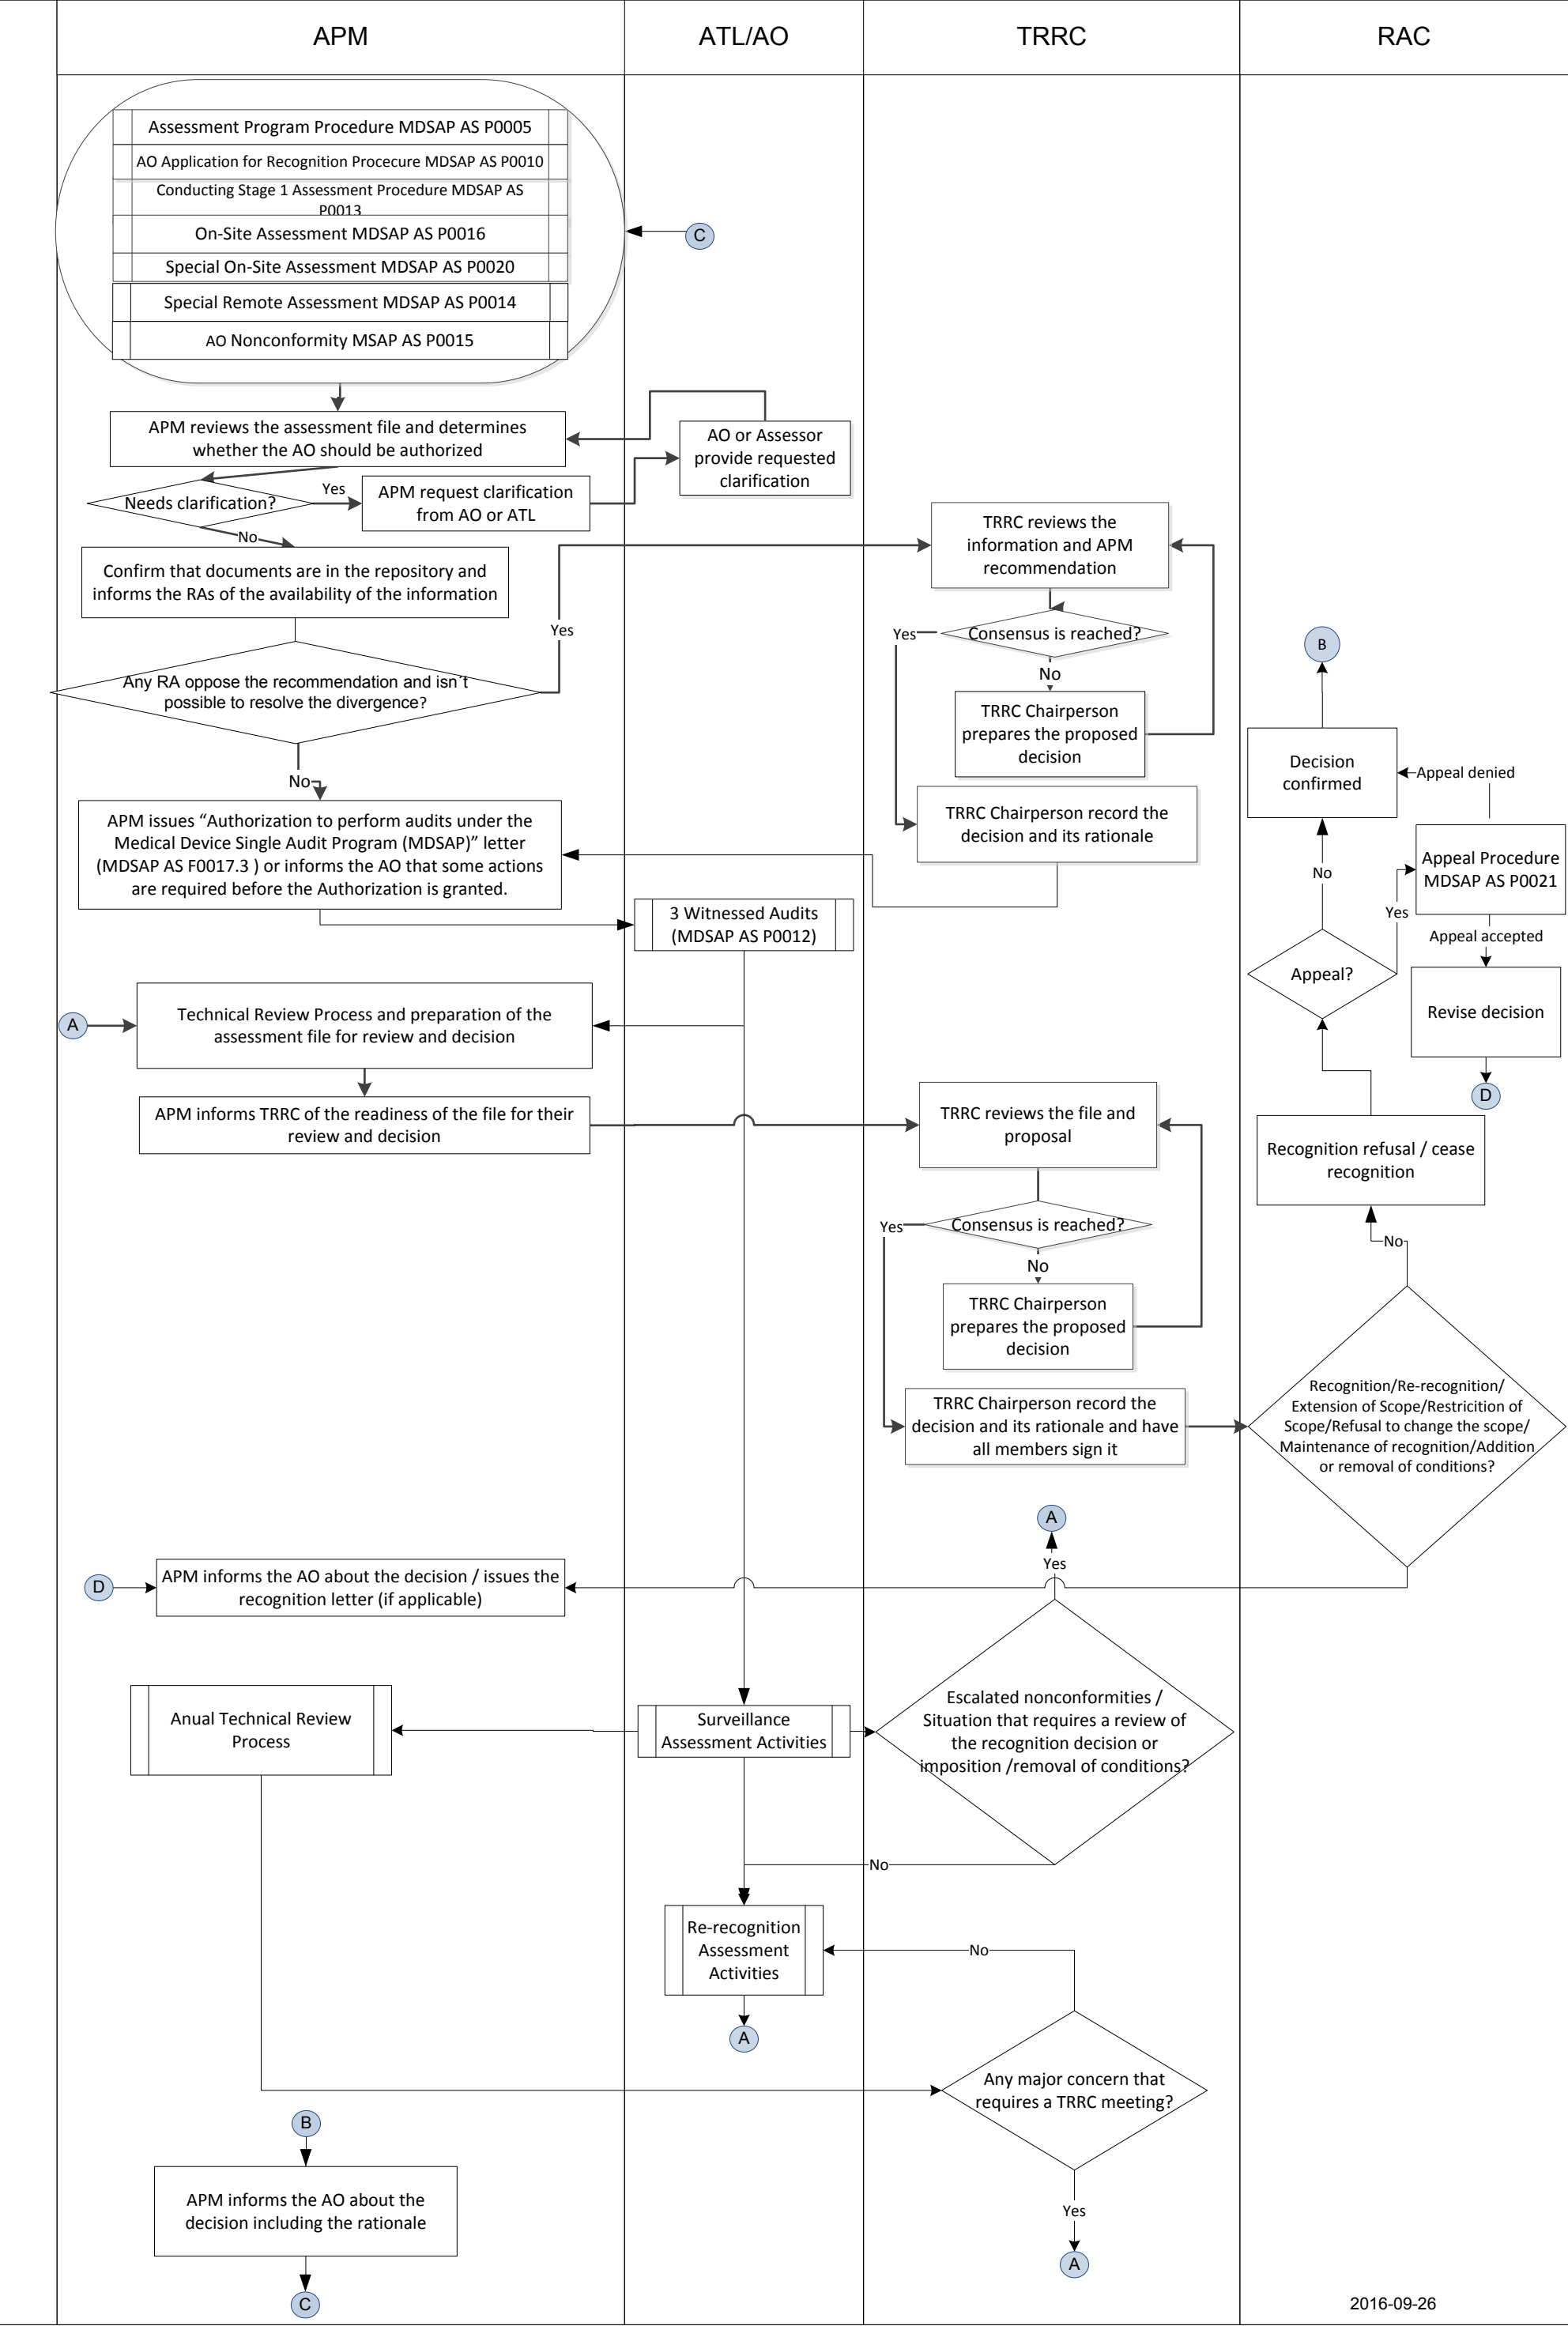 APM
ATL/AO
TRRC
RAC
Assessment Program Procedure MDSAP AS P0005
AO Application for Recognition Procecure MDSAP AS P0010
Conducting Stage 1 Assessment Procedure MDSAP AS
P0013
On-Site Assessment MDSAP AS P0016
Special On-Site Assessment MDSAP AS P0020
Special Remote Assessment MDSAP AS P0014
AO Nonconformity MSAP AS P0015
C
APM reviews the assessment file and determines
whether the AO should be authorized
AO or Assessor
provide requested
clarification
Needs clarification?
Yes
APM request clarification
from AO or ATL
No
Confirm that documents are in the repository and
informs the RAs of the availability of the information
Yes
Any RA oppose the recommendation and isn´t
possible to resolve the divergence?
No
APM issues “Authorization to perform audits under the
Medical Device Single Audit Program (MDSAP)” letter
(MDSAP AS F0017.3 ) or informs the AO that some actions
are required before the Authorization is granted.
TRRC reviews the
information and APM
recommendation
Yes
Consensus is reached?
No
TRRC Chairperson
prepares the proposed
decision
TRRC Chairperson record the
decision and its rationale
3 Witnessed Audits
(MDSAP AS P0012)
B
Decision
confirmed
Appeal denied
Appeal Procedure
MDSAP AS P0021
No
Yes
Appeal accepted
Appeal?
Revise decision
D
Recognition refusal / cease
recognition
No
A
Technical Review Process and preparation of the
assessment file for review and decision
APM informs TRRC of the readiness of the file for their
review and decision
TRRC reviews the file and
proposal
Yes
Consensus is reached?
No
TRRC Chairperson
prepares the proposed
decision
TRRC Chairperson record the
decision and its rationale and have
all members sign it
Recognition/Re-recognition/
Extension of Scope/Restricition of
Scope/Refusal to change the scope/
Maintenance of recognition/Addition
or removal of conditions?
A
Yes
D
APM informs the AO about the decision / issues the
recognition letter (if applicable)
Anual Technical Review
Process
Surveillance
Assessment Activities
Escalated nonconformities /
Situation that requires a review of
the recognition decision or
imposition /removal of conditions?
No
Re-recognition
Assessment
Activities
No
A
Any major concern that
requires a TRRC meeting?
B
APM informs the AO about the
decision including the rationale
Yes
A
C
2016-09-26